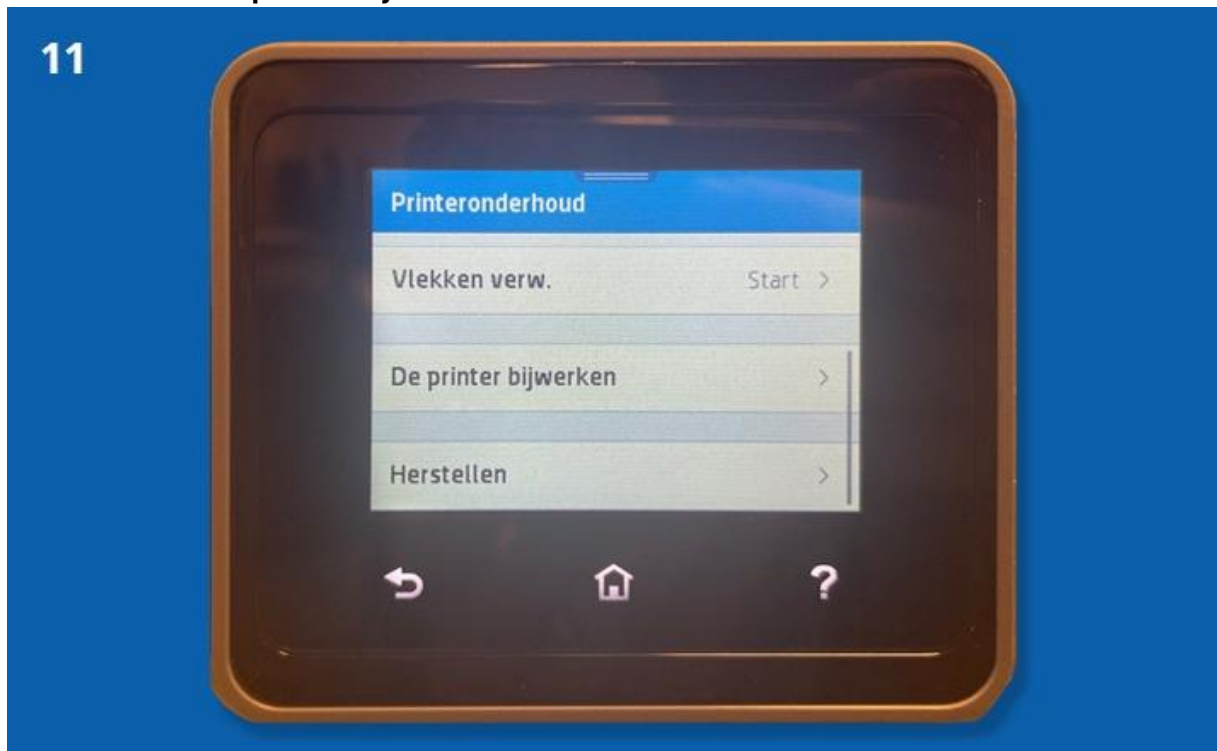 11
Printeronderhoud
Vlekken verw. Start >
De printer bijwerken >
Herstellen >
?